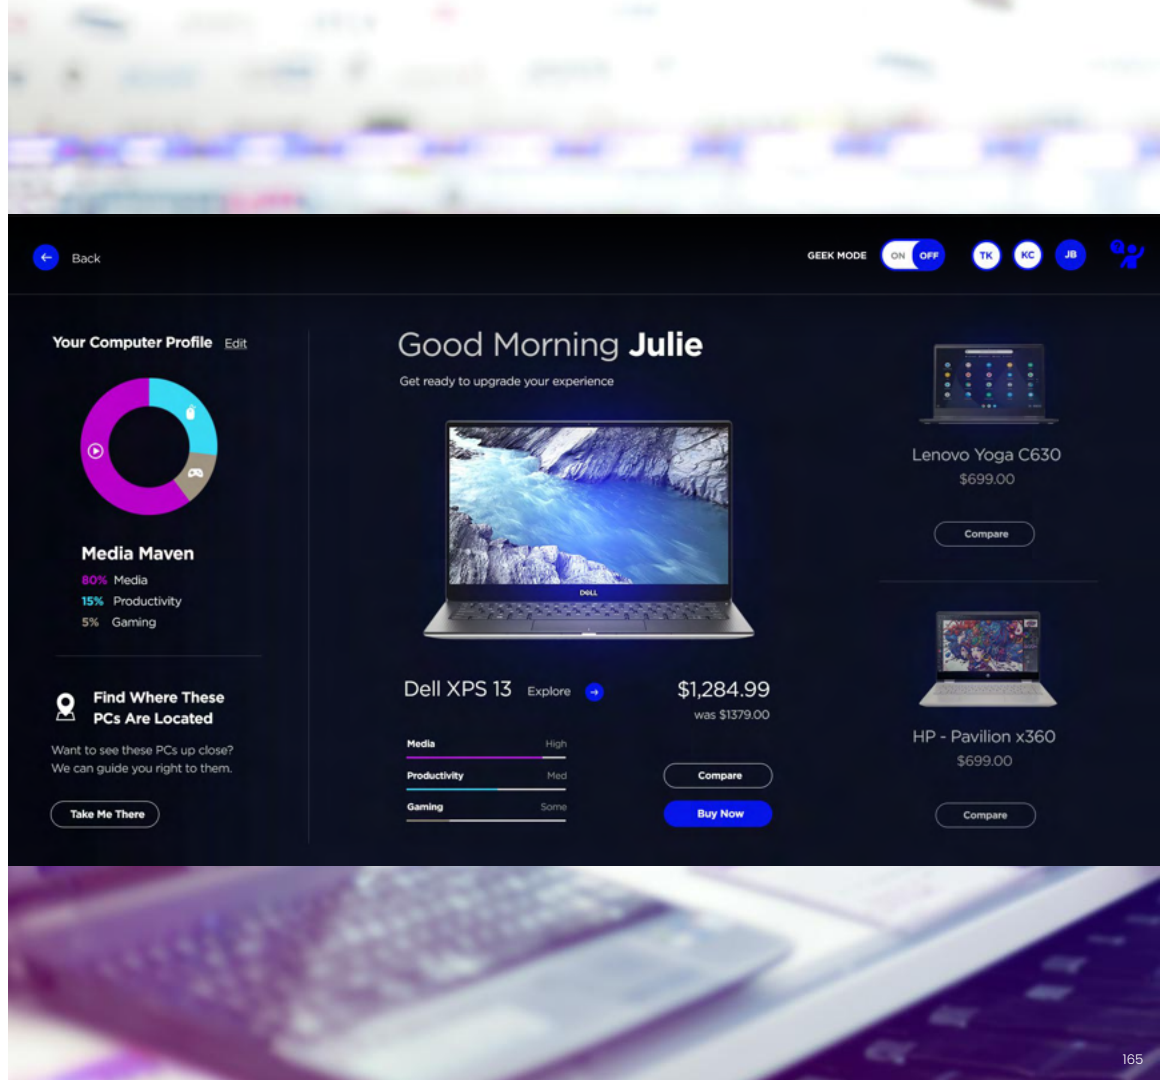 Back
GEEK MODE
ON OFF
TK KC JB
Your Computer Profile Edit
Media Maven
80% Media
15% Productivity
5% Gaming
Find Where These
PCs Are Located
Want to see these PCs up close?
We can guide you right to them.
Take Me There
Good Morning Julie
Get ready to upgrade your experience
DELL
Dell XPS 13 Explore
$1,284.99
was $1379.00
Media High
Productivity Med
Gaming Some
Compare
Buy Now
Lenovo Yoga C630
$699.00
Compare
HP - Pavilion x360
$699.00
Compare
165